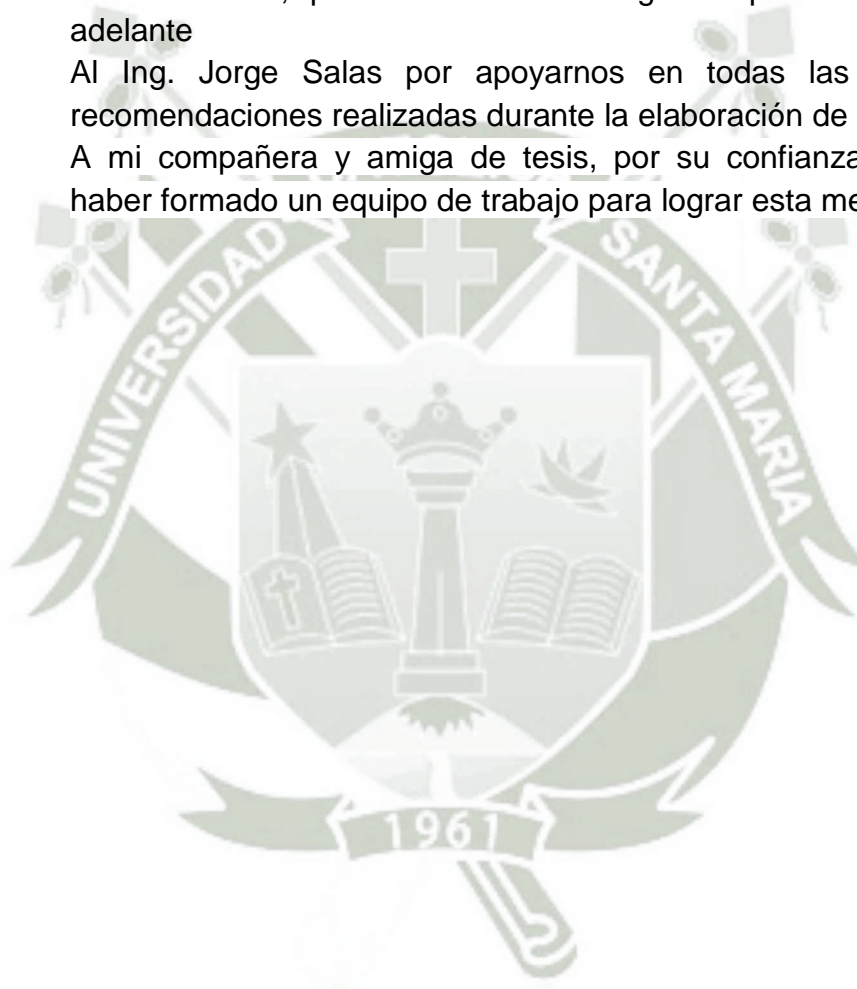 adelante
Al Ing. Jorge Salas por apoyarnos en todas las
recomendaciones realizadas durante la elaboración de
A mi compañera y amiga de tesis, por su confianza
haber formado un equipo de trabajo para lograr esta me
UNIVERSIDAD
SANTA MARIA
1961